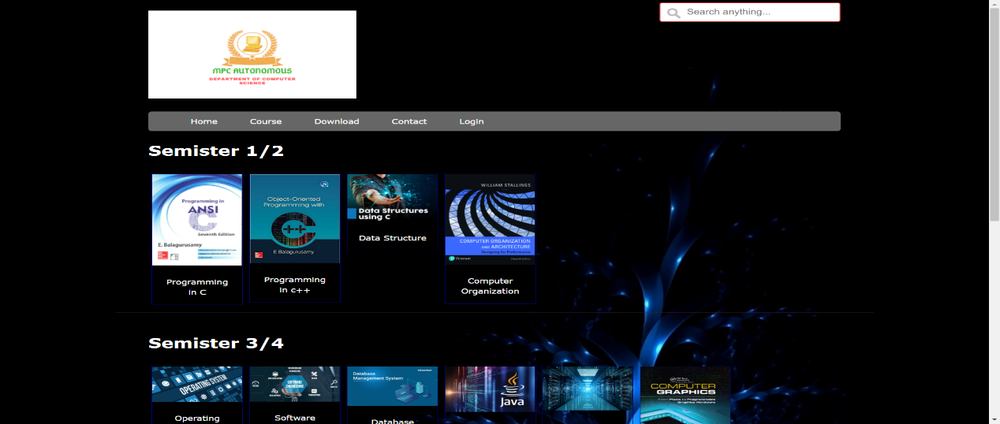 Search anything...
MPC AUTONOMOUS
DEPARTMENT OF COMPUTER
SCIENCE
Home Course Download Contact Login
Semister 1/2
Programming in
ANSI
C
Seventh Edition
E. Balagurusamy
Programming
in C
Object-Oriented
Programming with
C++
E Balagurusamy
Programming
in c++
Data Structures
using C
Data Structure
WILLIAM STALLINGS
COMPUTER ORGANIZATION
AND ARCHITECTURE
Designing for Performance
Pearson
Computer
Organization
Semister 3/4
OPERATING SYSTEM
Operating
SOFTWARE
ENGINEERING
Software
Database
Management System
Database
Java
COMPUTER
GRAPHICS
From Pixels to Programmable
Graphics Hardware